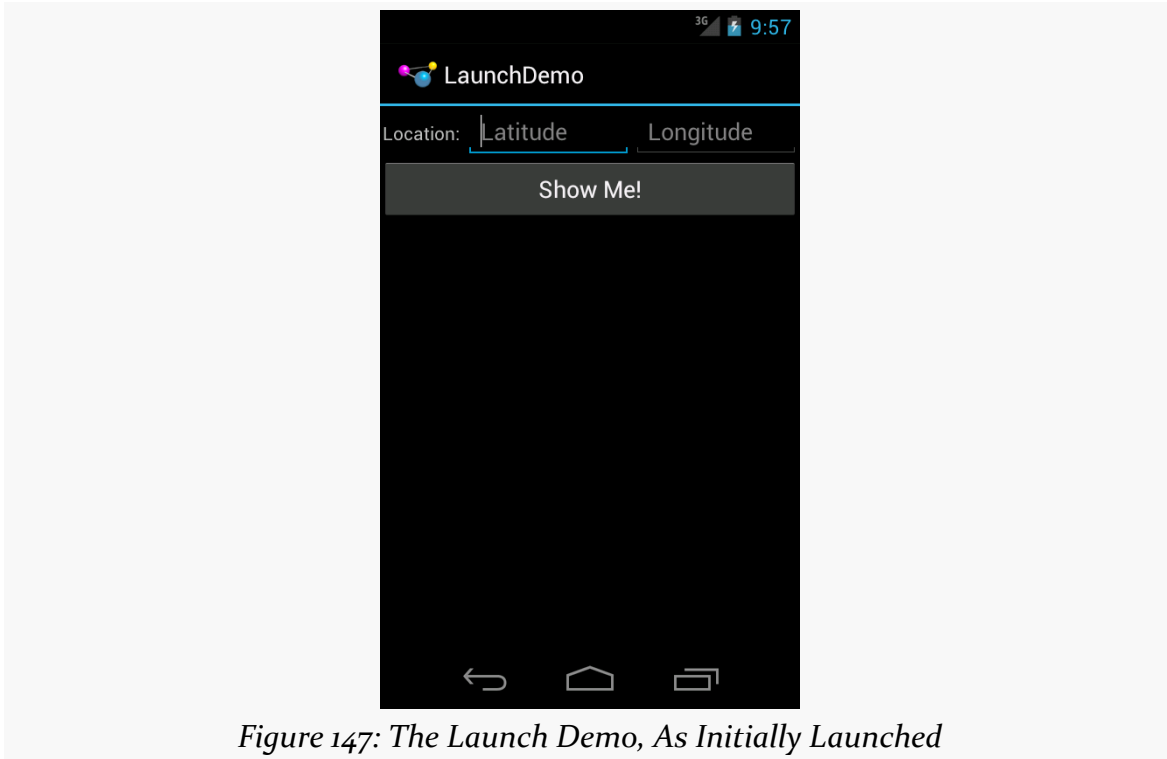 3G 9:57
LaunchDemo
Location: Latitude Longitude
Show Me!
Figure 147: The Launch Demo, As Initially Launched